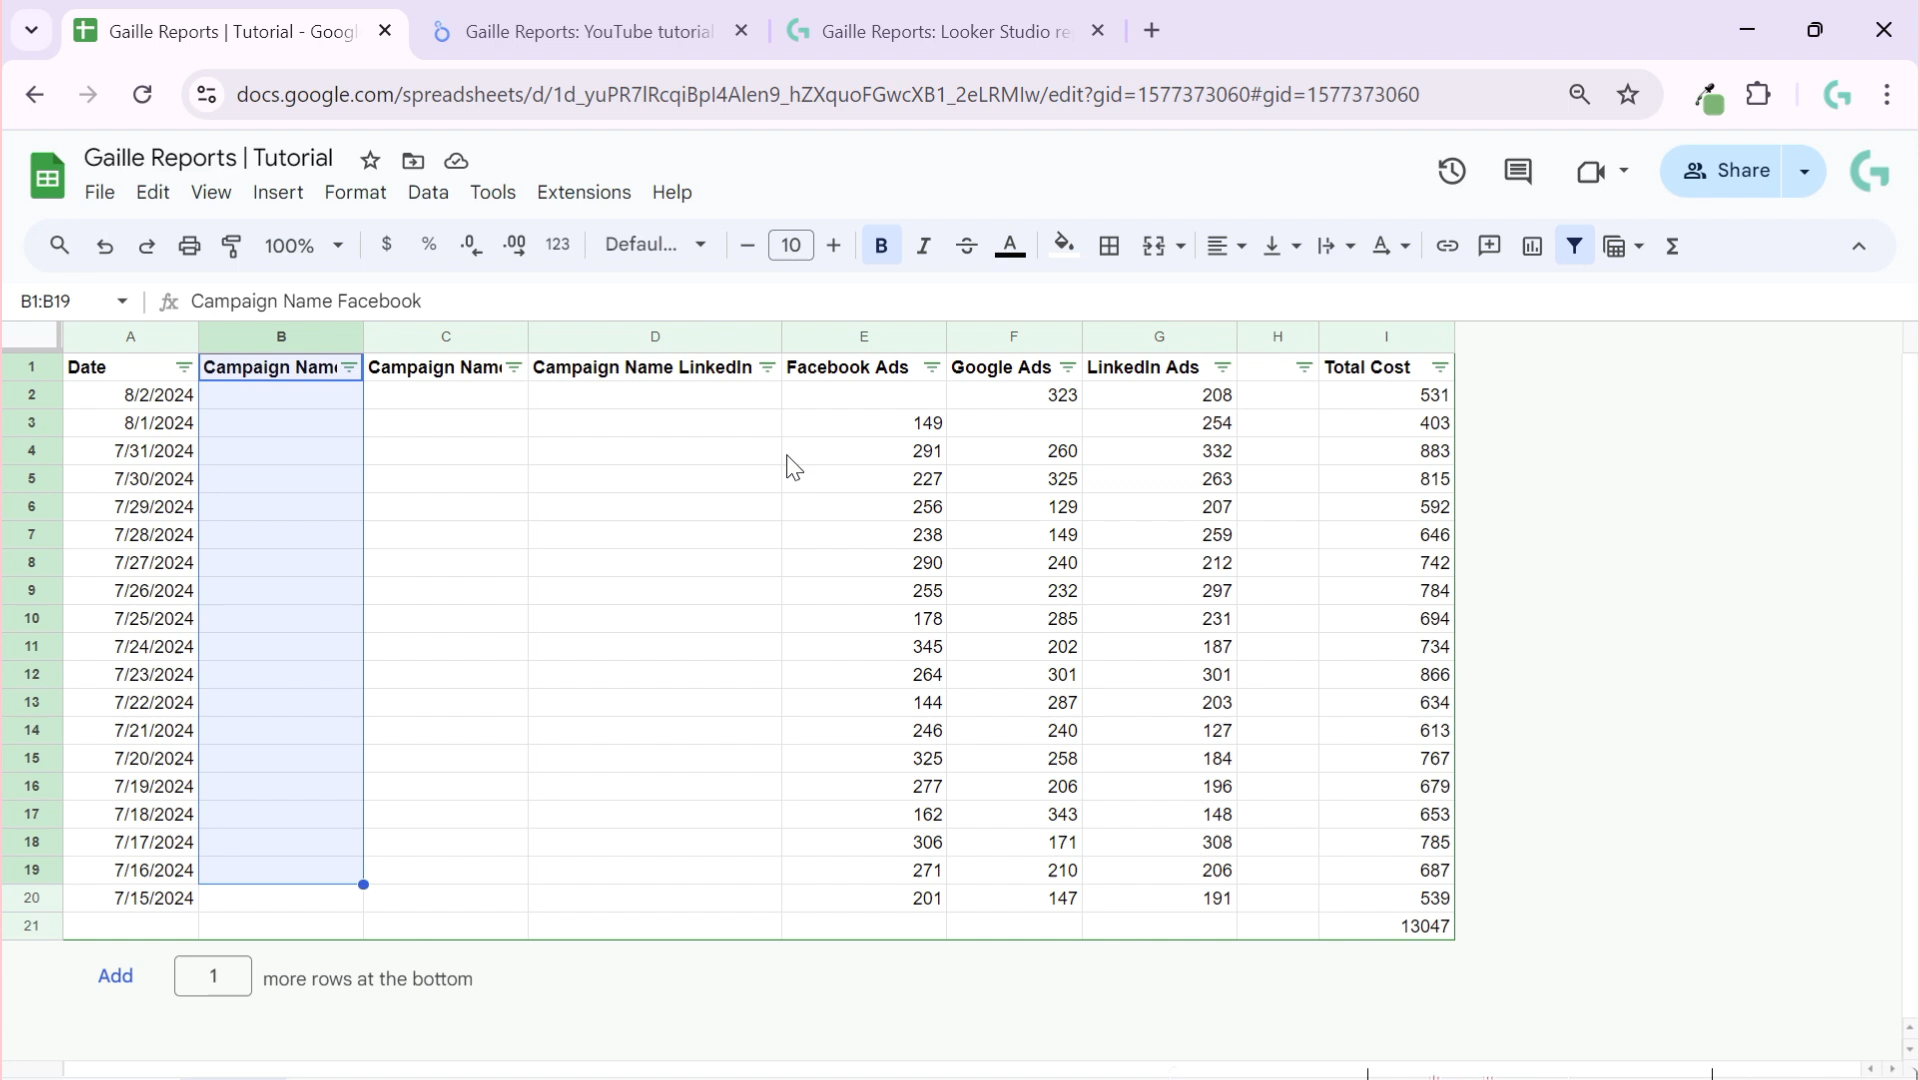 Gaille Reports | Tutorial - Googl
Gaille Reports: YouTube tutorial
Gaille Reports: Looker Studio re
docs.google.com/spreadsheets/d/1d_yuPR7lRcqiBpl4Alen9_hZXquoFGwcXB1_2eLRMIw/edit?gid=1577373060#gid=1577373060
Gaille Reports | Tutorial
File Edit View Insert Format Data Tools Extensions Help
Share
100% $ % .0 .00 123 Defaul... 10 B I A Σ
B1:B19 fx Campaign Name Facebook
A B C D E F G H I
1 Date Campaign Name Campaign Name Campaign Name LinkedIn Facebook Ads Google Ads LinkedIn Ads Total Cost
2 8/2/2024 323 208 531
3 8/1/2024 149 254 403
4 7/31/2024 291 260 332 883
5 7/30/2024 227 325 263 815
6 7/29/2024 256 129 207 592
7 7/28/2024 238 149 259 646
8 7/27/2024 290 240 212 742
9 7/26/2024 255 232 297 784
10 7/25/2024 178 285 231 694
11 7/24/2024 345 202 187 734
12 7/23/2024 264 301 301 866
13 7/22/2024 144 287 203 634
14 7/21/2024 246 240 127 613
15 7/20/2024 325 258 184 767
16 7/19/2024 277 206 196 679
17 7/18/2024 162 343 148 653
18 7/17/2024 306 171 308 785
19 7/16/2024 271 210 206 687
20 7/15/2024 201 147 191 539
21 13047
Add 1 more rows at the bottom